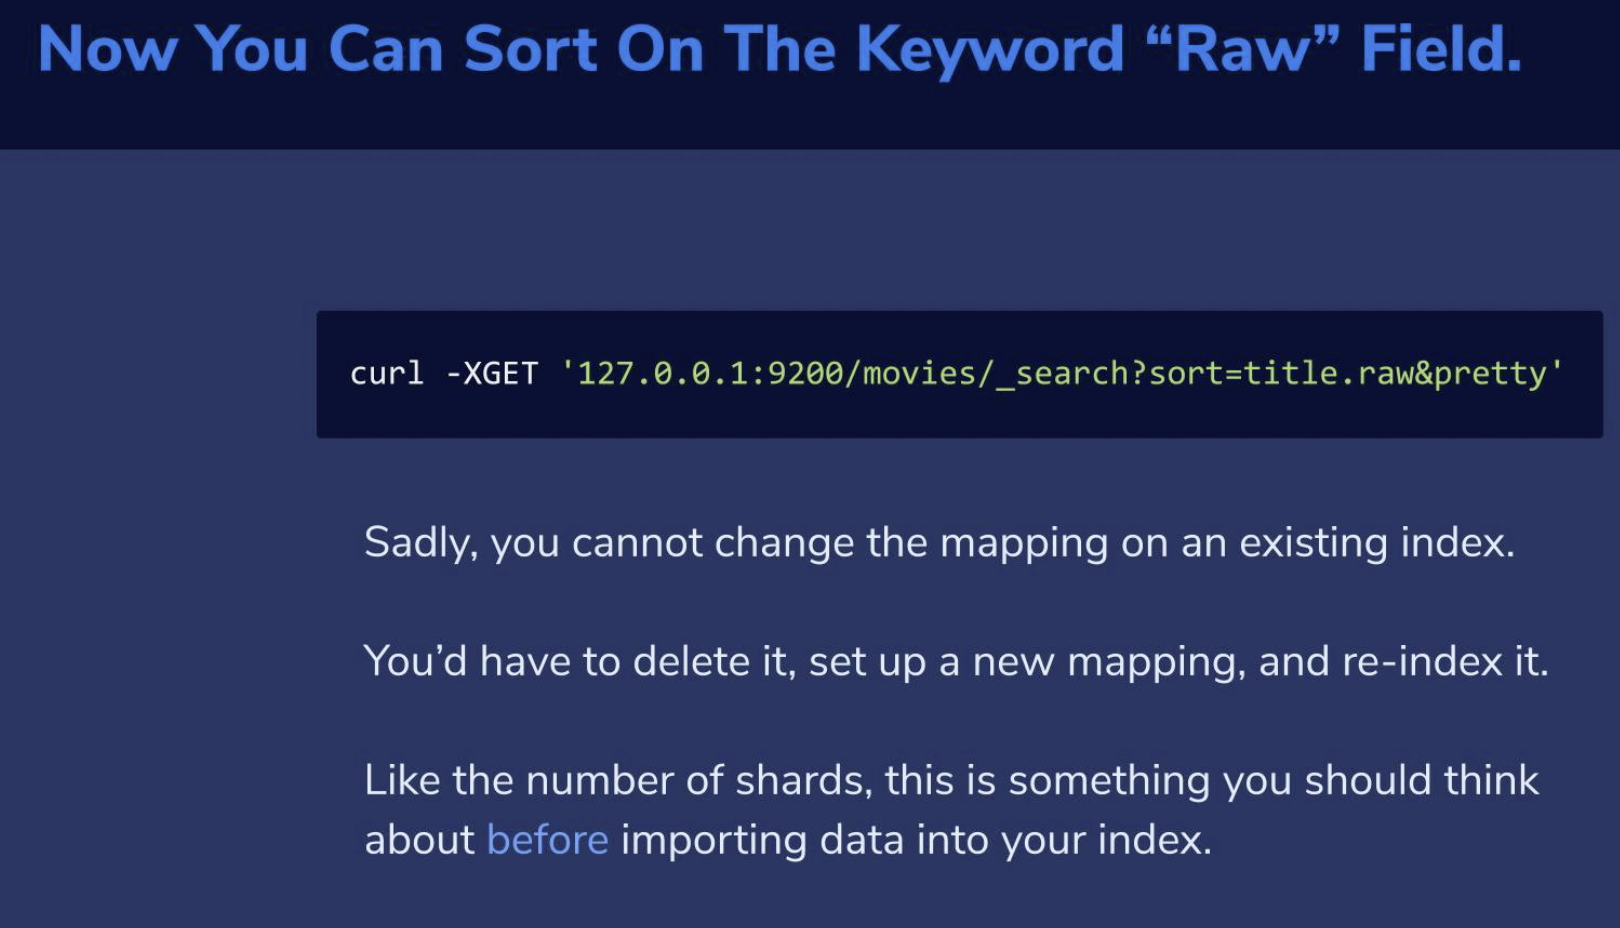 Now You Can Sort On The Keyword “Raw” Field.
curl -XGET '127.0.0.1:9200/movies/_search?sort=title.raw&pretty'
Sadly, you cannot change the mapping on an existing index.
You’d have to delete it, set up a new mapping, and re-index it.
Like the number of shards, this is something you should think
about before importing data into your index.